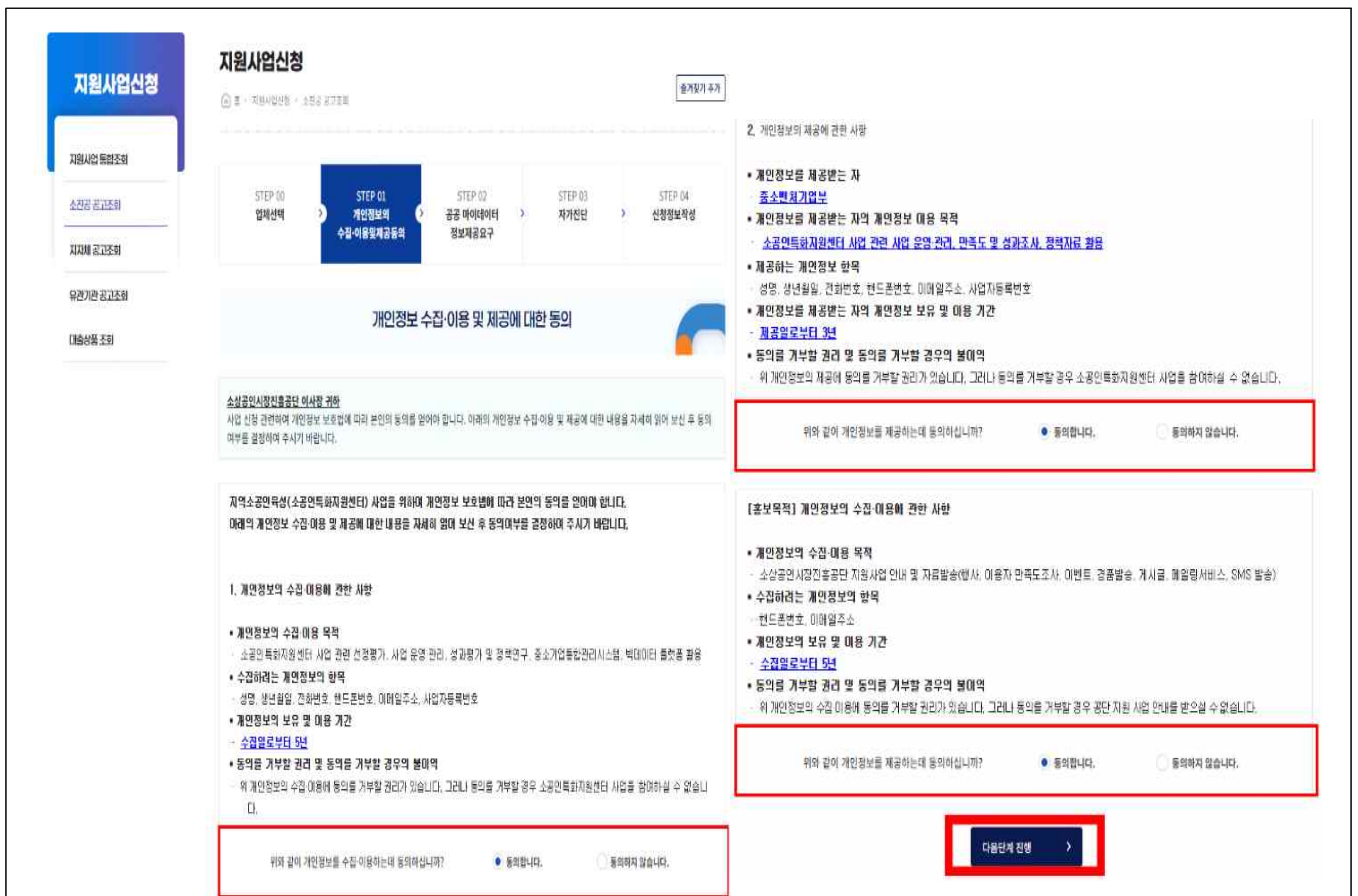 지원사업신청
지원사업 통합조회
소진공 공고조회
지자체 공고조회
유관기관 공고조회
대출상품 조회
지원사업신청
홈 > 지원사업신청 > 소진공 공고조회
즐겨찾기 추가
STEP 00
업체선택
STEP 01
개인정보의
수집·이용및제공동의
STEP 02
공공 마이데이터
정보제공요구
STEP 03
자가진단
STEP 04
신청정보작성
개인정보 수집·이용 및 제공에 대한 동의
소상공인시장진흥공단 이사장 귀하
사업 신청 관련하여 개인정보 보호법에 따라 본인의 동의를 얻어야 합니다. 아래의 개인정보 수집·이용 및 제공에 대한 내용을 자세히 읽어 보신 후 동의
여부를 결정하여 주시기 바랍니다.
지역소공인육성(소공인특화지원센터) 사업을 위하여 개인정보 보호법에 따라 본인의 동의를 얻어야 합니다.
아래의 개인정보 수집·이용 및 제공에 대한 내용을 자세히 읽어 보신 후 동의여부를 결정하여 주시기 바랍니다.
1. 개인정보의 수집·이용에 관한 사항
▪ 개인정보의 수집·이용 목적
- 소공인특화지원센터 사업 관련 선정평가, 사업 운영·관리, 성과평가 및 정책연구, 중소기업통합관리시스템, 빅데이터 플랫폼 활용
▪ 수집하려는 개인정보의 항목
- 성명, 생년월일, 전화번호, 핸드폰번호, 이메일주소, 사업자등록번호
▪ 개인정보의 보유 및 이용 기간
- 수집일로부터 5년
▪ 동의를 거부할 권리 및 동의를 거부할 경우의 불이익
- 위 개인정보의 수집·이용에 동의를 거부할 권리가 있습니다. 그러나 동의를 거부할 경우 소공인특화지원센터 사업을 참여하실 수 없습니
다.
위와 같이 개인정보를 수집·이용하는데 동의하십니까? 동의합니다. 동의하지 않습니다.
2. 개인정보의 제공에 관한 사항
▪ 개인정보를 제공받는 자
- 중소벤처기업부
▪ 개인정보를 제공받는 자의 개인정보 이용 목적
- 소공인특화지원센터 사업 관련 사업 운영·관리, 만족도 및 성과조사, 정책자료 활용
▪ 제공하는 개인정보 항목
- 성명, 생년월일, 전화번호, 핸드폰번호, 이메일주소, 사업자등록번호
▪ 개인정보를 제공받는 자의 개인정보 보유 및 이용 기간
- 제공일로부터 3년
▪ 동의를 거부할 권리 및 동의를 거부할 경우의 불이익
- 위 개인정보의 제공에 동의를 거부할 권리가 있습니다. 그러나 동의를 거부할 경우 소공인특화지원센터 사업을 참여하실 수 없습니다.
위와 같이 개인정보를 제공하는데 동의하십니까? 동의합니다. 동의하지 않습니다.
[홍보목적] 개인정보의 수집·이용에 관한 사항
▪ 개인정보의 수집·이용 목적
- 소상공인시장진흥공단 지원사업 안내 및 자료발송(행사, 이용자 만족도조사, 이벤트, 경품발송, 게시글, 메일링서비스, SMS 발송)
▪ 수집하려는 개인정보의 항목
- 핸드폰번호, 이메일주소
▪ 개인정보의 보유 및 이용 기간
- 수집일로부터 5년
▪ 동의를 거부할 권리 및 동의를 거부할 경우의 불이익
- 위 개인정보의 수집·이용에 동의를 거부할 권리가 있습니다. 그러나 동의를 거부할 경우 공단 지원 사업 안내를 받으실 수 없습니다.
위와 같이 개인정보를 제공하는데 동의하십니까? 동의합니다. 동의하지 않습니다.
다음단계 진행 >